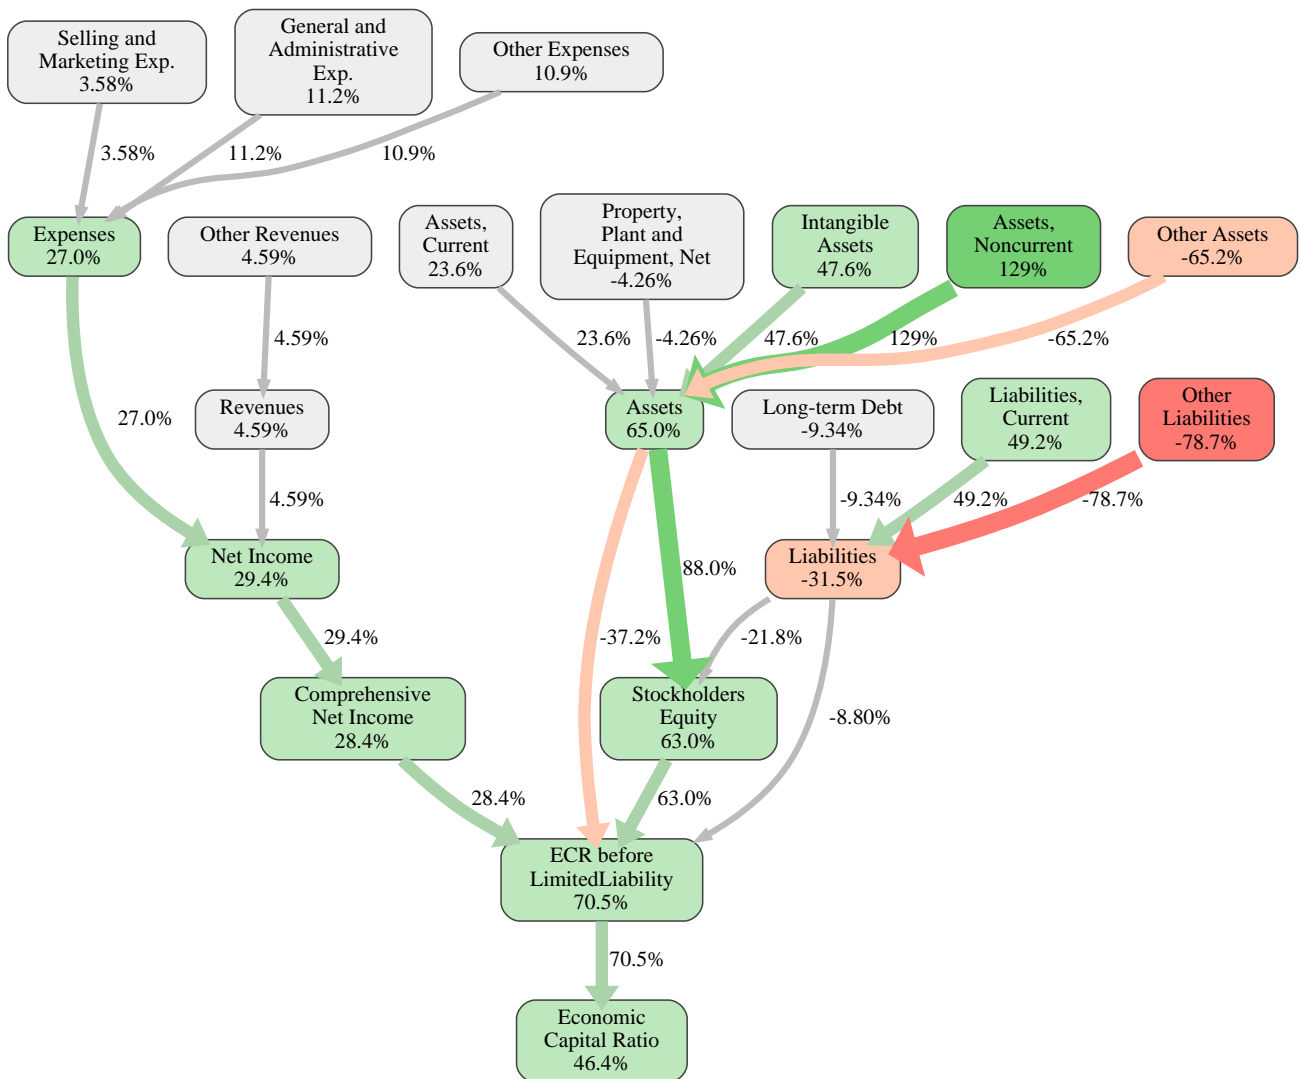 Selling and
Marketing Exp.
3.58%
General and
Administrative
Exp.
11.2%
Other Expenses
10.9%
3.58%
11.2%
10.9%
Expenses
27.0%
Other Revenues
4.59%
Assets,
Current
23.6%
Property,
Plant and
Equipment, Net
-4.26%
Intangible
Assets
47.6%
Assets,
Noncurrent
129%
Other Assets
-65.2%
4.59%
23.6%
-4.26%
47.6%
129%
-65.2%
27.0%
Revenues
4.59%
Assets
65.0%
Long-term Debt
-9.34%
Liabilities,
Current
49.2%
Other
Liabilities
-78.7%
4.59%
-9.34%
49.2%
-78.7%
Net Income
29.4%
88.0%
Liabilities
-31.5%
29.4%
-37.2%
-21.8%
Comprehensive
Net Income
28.4%
Stockholders
Equity
63.0%
-8.80%
28.4%
63.0%
ECR before
LimitedLiability
70.5%
70.5%
Economic
Capital Ratio
46.4%